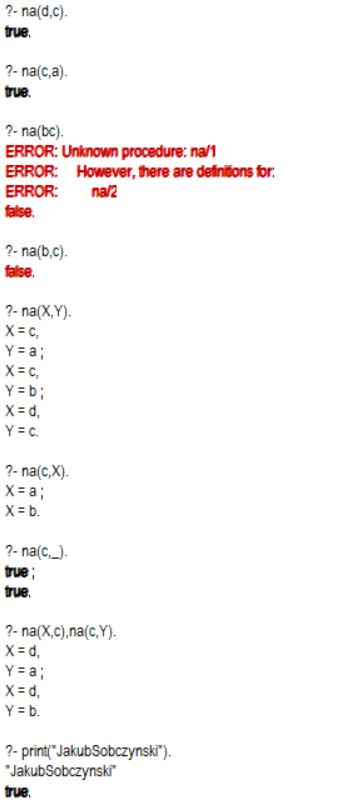 ?- na(d,c).
true.
?- na(c,a).
true.
?- na(bc).
ERROR: Unknown procedure: na/1
ERROR: However, there are definitions for:
ERROR: na/2
false.
?- na(b,c).
false.
?- na(X,Y).
X = c,
Y = a ;
X = c,
Y = b ;
X = d,
Y = c.
?- na(c,X).
X = a ;
X = b.
?- na(c,_).
true ;
true.
?- na(X,c),na(c,Y).
X = d,
Y = a ;
X = d,
Y = b.
?- print("JakubSobczynski").
"JakubSobczynski"
true.